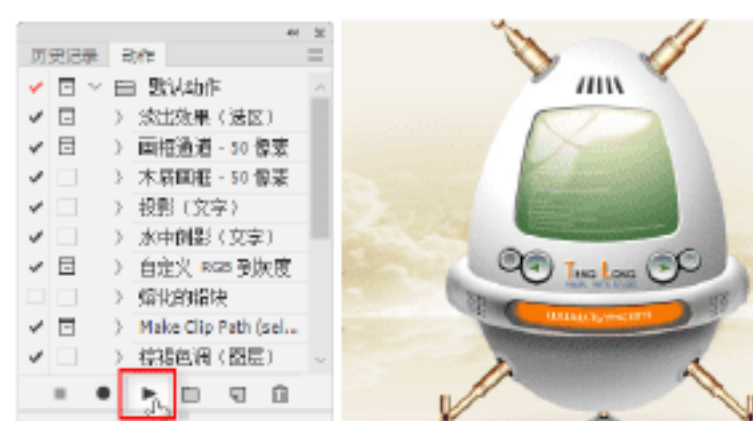 历史记录 动作
默认动作
淡出效果（选区）
画框通道 - 50 像素
木质画框 - 50 像素
投影（文字）
水中倒影（文字）
自定义 RGB 到灰度
熔化的铅块
Make Clip Path (sel...
棕褐色调（图层）
TENG LONG